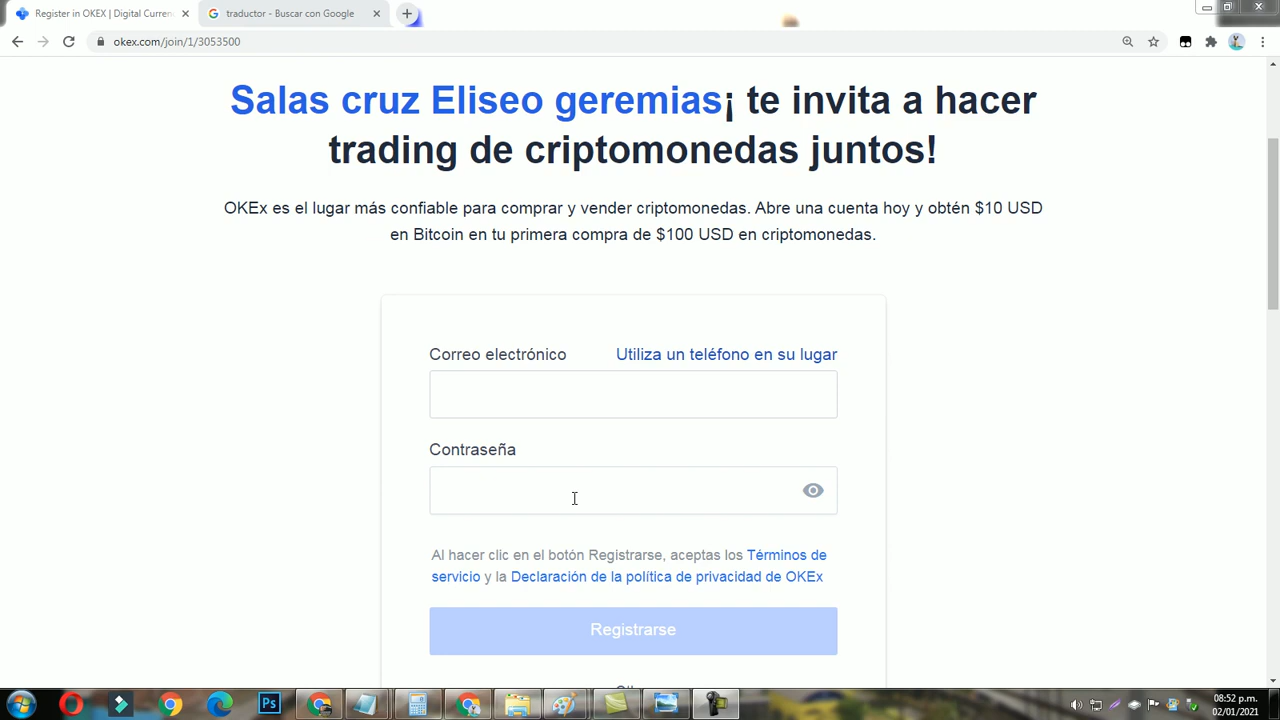 Register in OKEX | Digital Curren
traductor - Buscar con Google
okex.com/join/1/3053500
Salas cruz Eliseo geremias¡ te invita a hacer
trading de criptomonedas juntos!
OKEx es el lugar más confiable para comprar y vender criptomonedas. Abre una cuenta hoy y obtén $10 USD
en Bitcoin en tu primera compra de $100 USD en criptomonedas.
Correo electrónico Utiliza un teléfono en su lugar
Contraseña
Al hacer clic en el botón Registrarse, aceptas los Términos de
servicio y la Declaración de la política de privacidad de OKEx
Registrarse
Ps
08:52 p.m.
02/01/2021